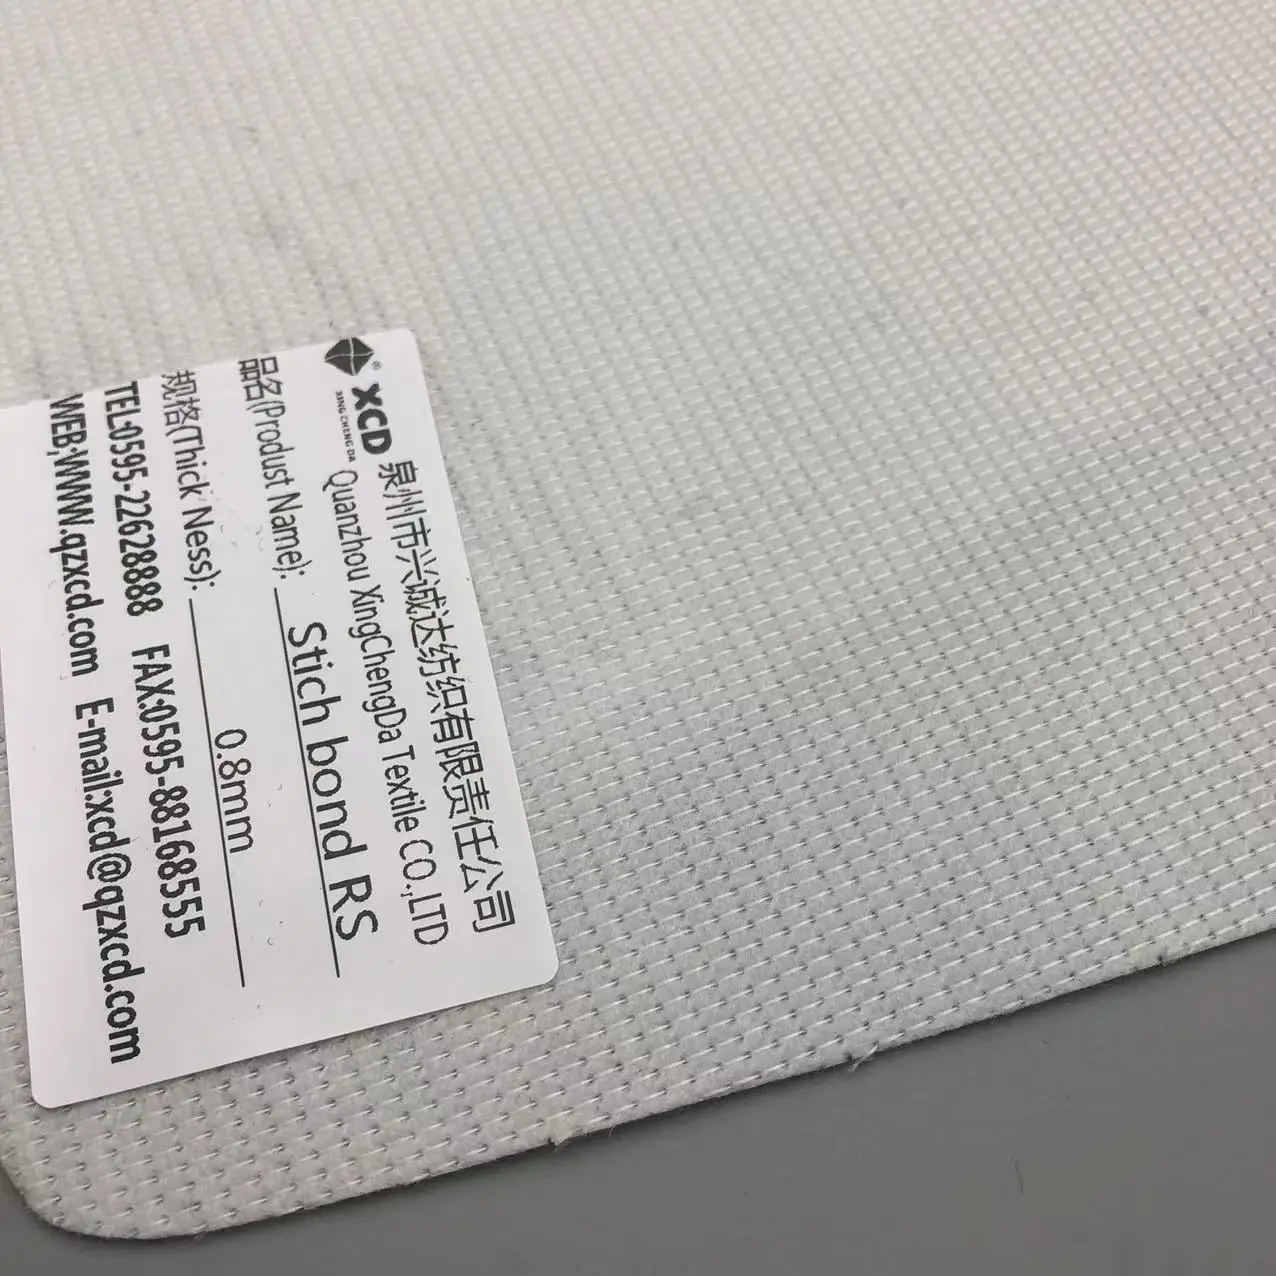 XCD
XING CHENG DA
®
泉州市兴诚达纺织有限责任公司
Quanzhou XingChengDa Textile CO.,LTD
品名(Product Name): Stich bond RS
规格(Thick Ness): 0.8mm
TEL:0595-22628888 FAX:0595-88168555
WEB:WWW.qzxcd.com E-mail:xcd@qzxcd.com